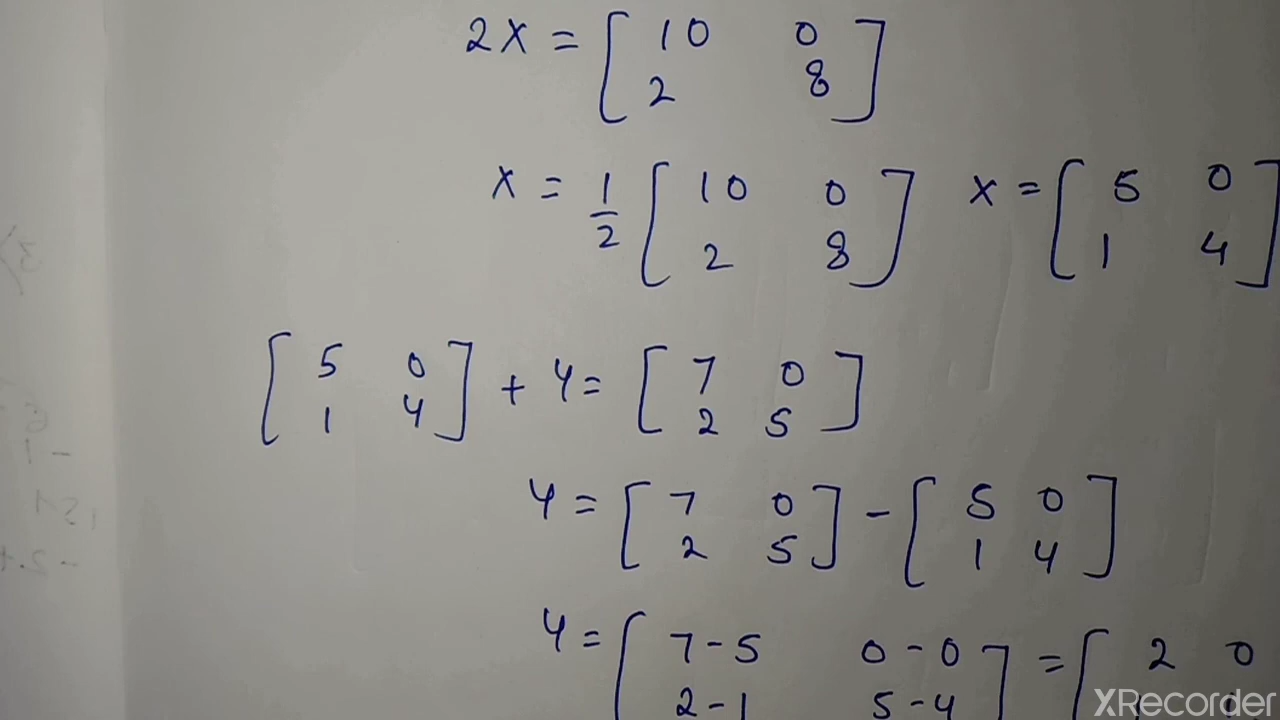 2X = [ 10 0
2 8 ]
X = 1/2 [ 10 0
2 8 ] X = [ 5 0
1 4 ]
[ 5 0
1 4 ] + Y = [ 7 0
2 5 ]
Y = [ 7 0
2 5 ] - [ 5 0
1 4 ]
Y = [ 7-5 0-0
2-1 5-4 ] = [ 2 0
XRecorder